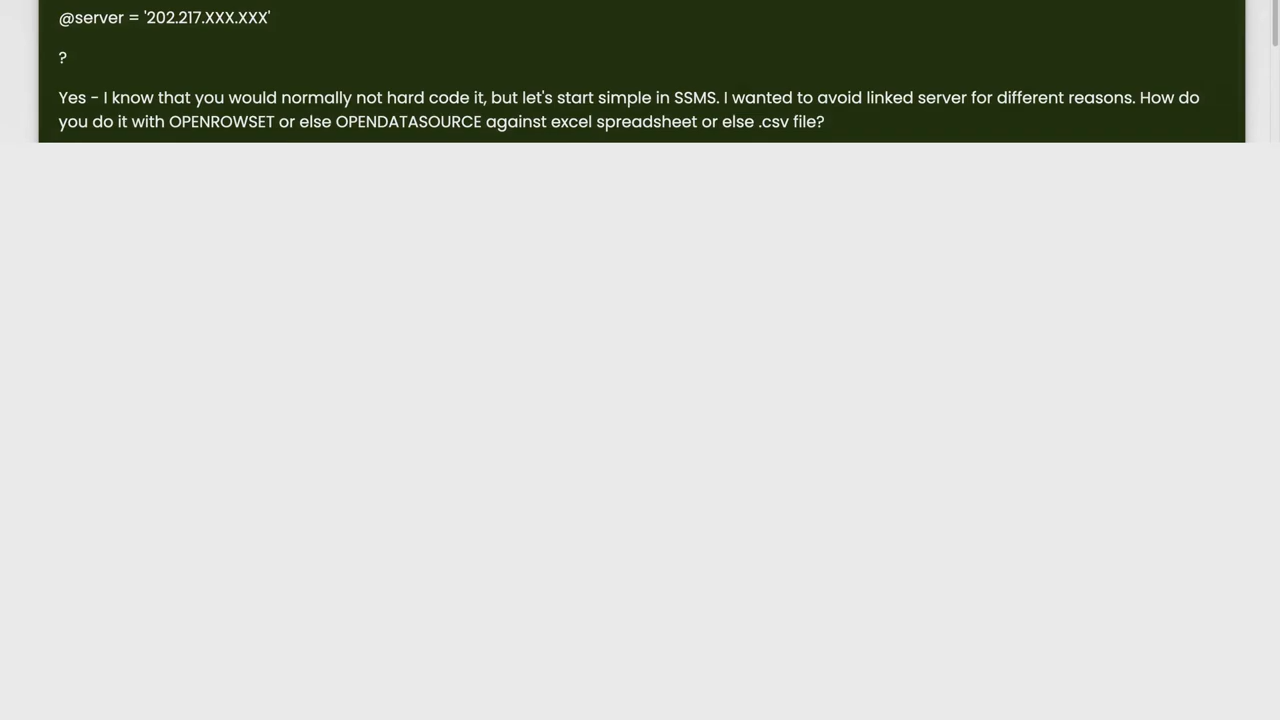 @server = '202.217.XXX.XXX'
?
Yes - I know that you would normally not hard code it, but let's start simple in SSMS. I wanted to avoid linked server for different reasons. How do
you do it with OPENROWSET or else OPENDATASOURCE against excel spreadsheet or else .csv file?